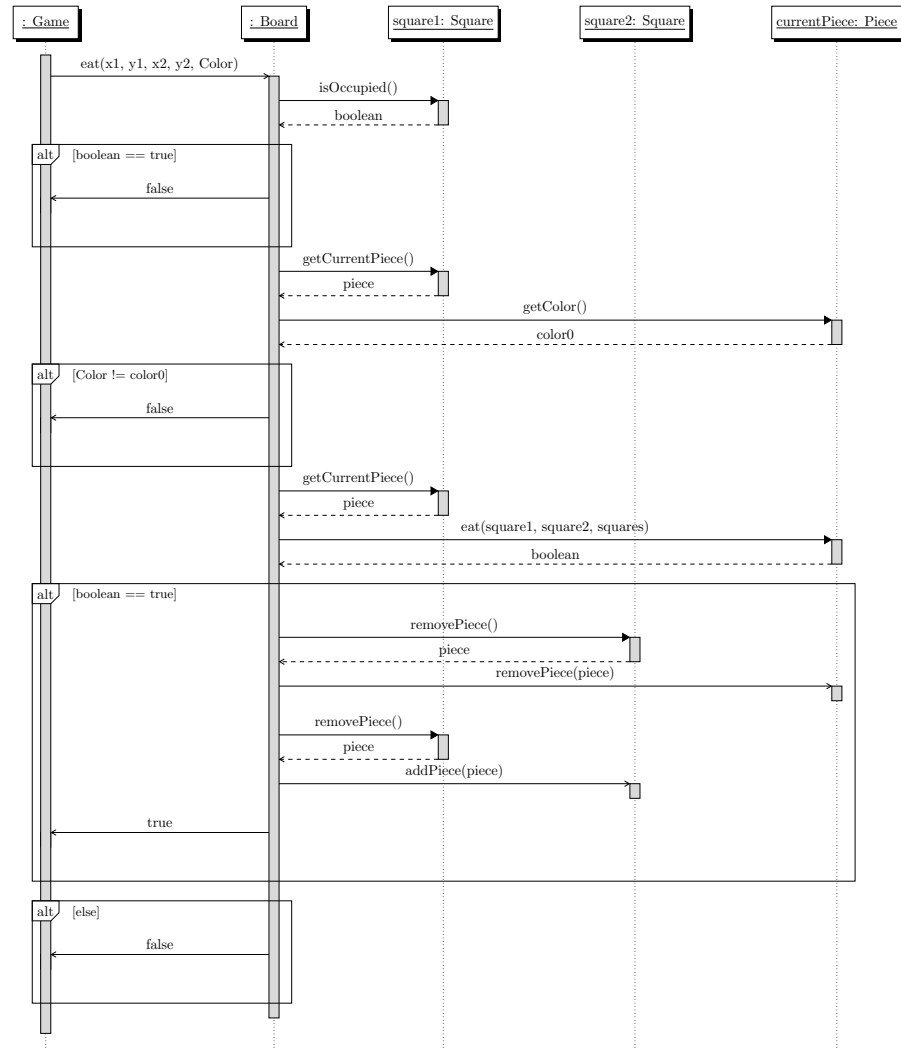 : Game
: Board
square1: Square
square2: Square
currentPiece: Piece
eat(x1, y1, x2, y2, Color)
isOccupied()
boolean
alt [boolean == true]
false
getCurrentPiece()
piece
getColor()
color0
alt [Color != color0]
false
getCurrentPiece()
piece
eat(square1, square2, squares)
boolean
alt [boolean == true]
removePiece()
piece
removePiece(piece)
removePiece()
piece
addPiece(piece)
true
alt [else]
false